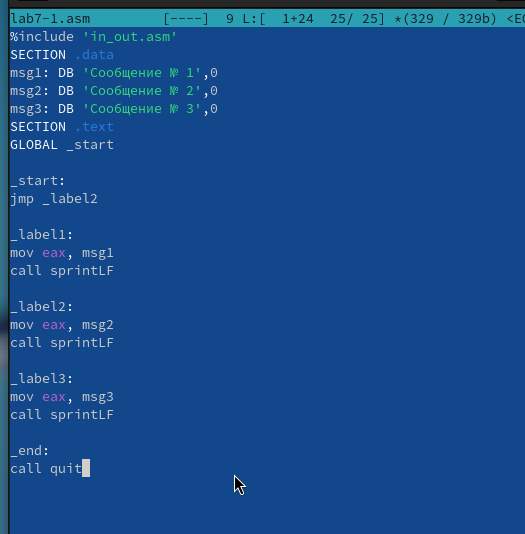 lab7-1.asm [----] 9 L:[ 1+24 25/ 25] *(329 / 329b) <EO
%include 'in_out.asm'
SECTION .data
msg1: DB 'Сообщение № 1',0
msg2: DB 'Сообщение № 2',0
msg3: DB 'Сообщение № 3',0
SECTION .text
GLOBAL _start
_start:
jmp _label2
_label1:
mov eax, msg1
call sprintLF
_label2:
mov eax, msg2
call sprintLF
_label3:
mov eax, msg3
call sprintLF
_end:
call quit